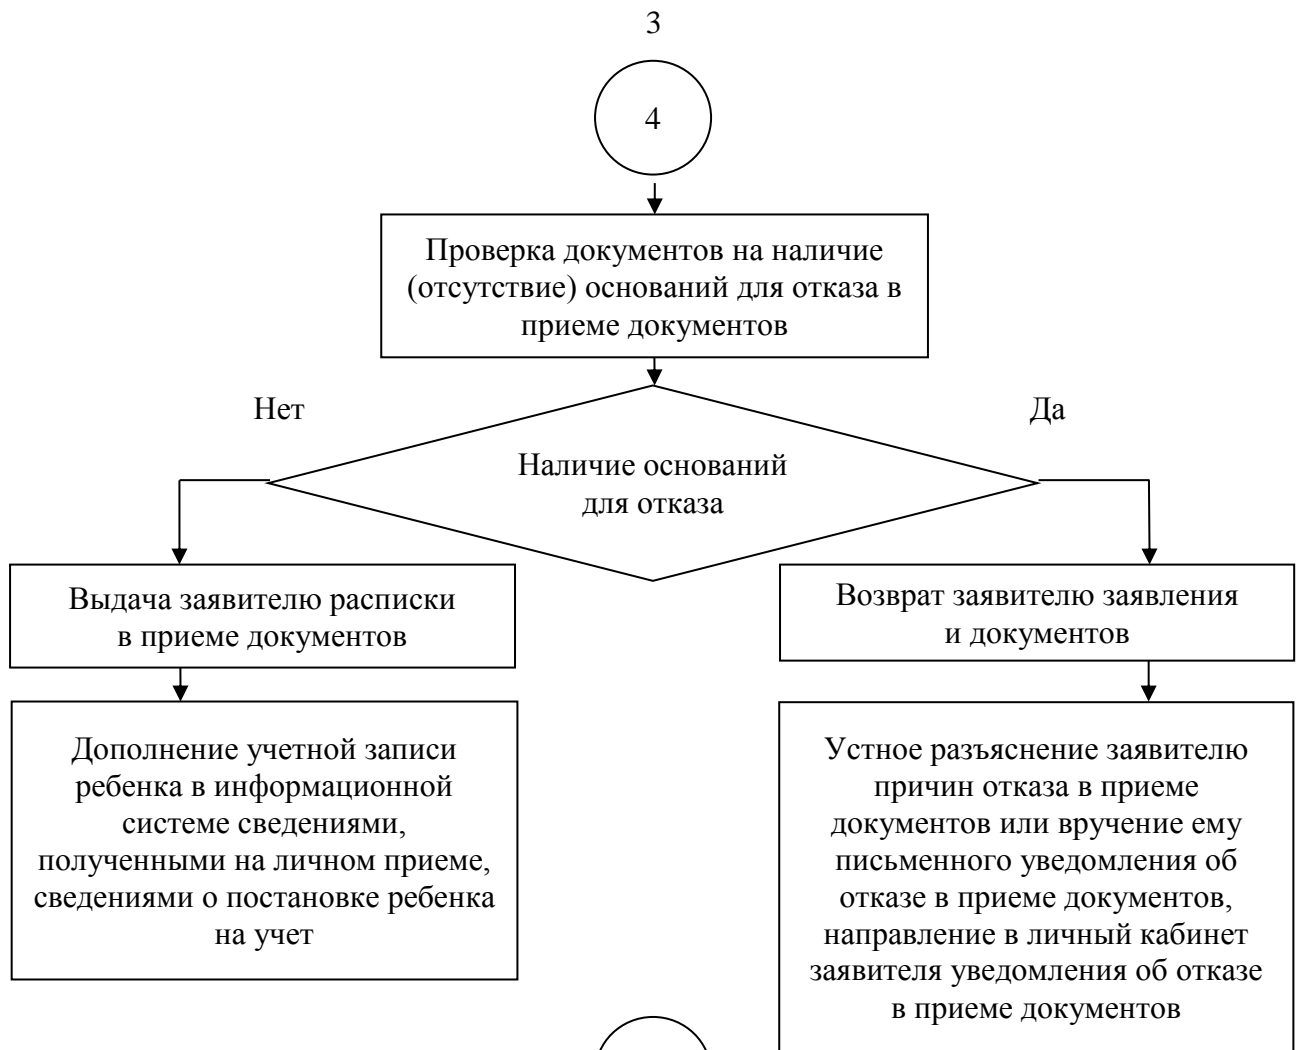 3
4
Проверка документов на наличие
(отсутствие) оснований для отказа в
приеме документов
Нет
Да
Наличие оснований
для отказа
Выдача заявителю расписки
в приеме документов
Возврат заявителю заявления
и документов
Дополнение учетной записи
ребенка в информационной
системе сведениями,
полученными на личном приеме,
сведениями о постановке ребенка
на учет
Устное разъяснение заявителю
причин отказа в приеме
документов или вручение ему
письменного уведомления об
отказе в приеме документов,
направление в личный кабинет
заявителя уведомления об отказе
в приеме документов